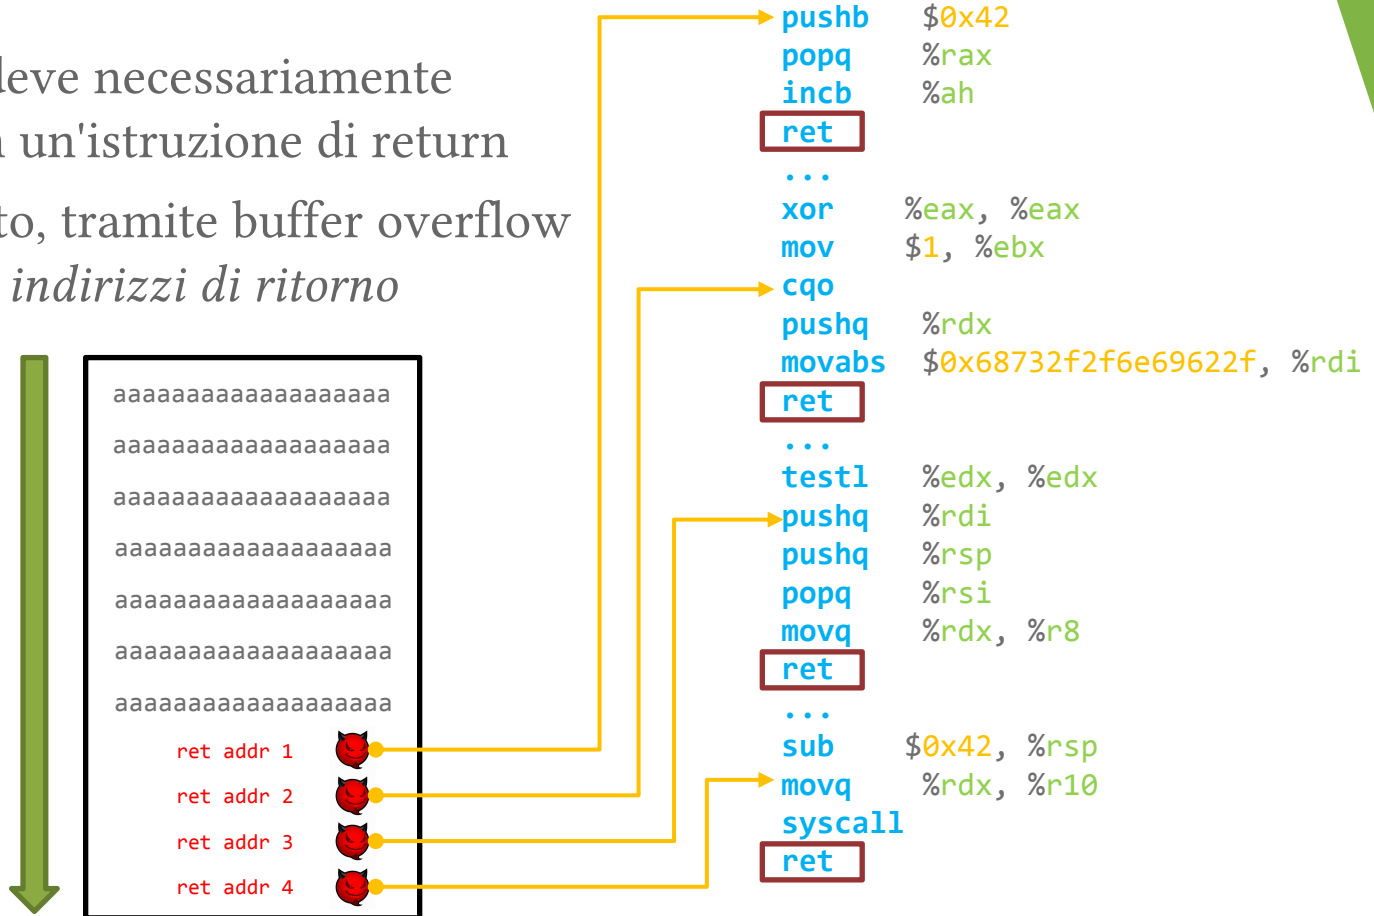 deve necessariamente
un'istruzione di return
to, tramite buffer overflow
indirizzi di ritorno
aaaaaaaaaaaaaaaaaaa
aaaaaaaaaaaaaaaaaaa
aaaaaaaaaaaaaaaaaaa
aaaaaaaaaaaaaaaaaaa
aaaaaaaaaaaaaaaaaaa
aaaaaaaaaaaaaaaaaaa
aaaaaaaaaaaaaaaaaaa
ret addr 1
ret addr 2
ret addr 3
ret addr 4
pushb $0x42
popq %rax
incb %ah
ret
...
xor %eax, %eax
mov $1, %ebx
cqo
pushq %rdx
movabs $0x68732f2f6e69622f, %rdi
ret
...
testl %edx, %edx
pushq %rdi
pushq %rsp
popq %rsi
movq %rdx, %r8
ret
...
sub $0x42, %rsp
movq %rdx, %r10
syscall
ret